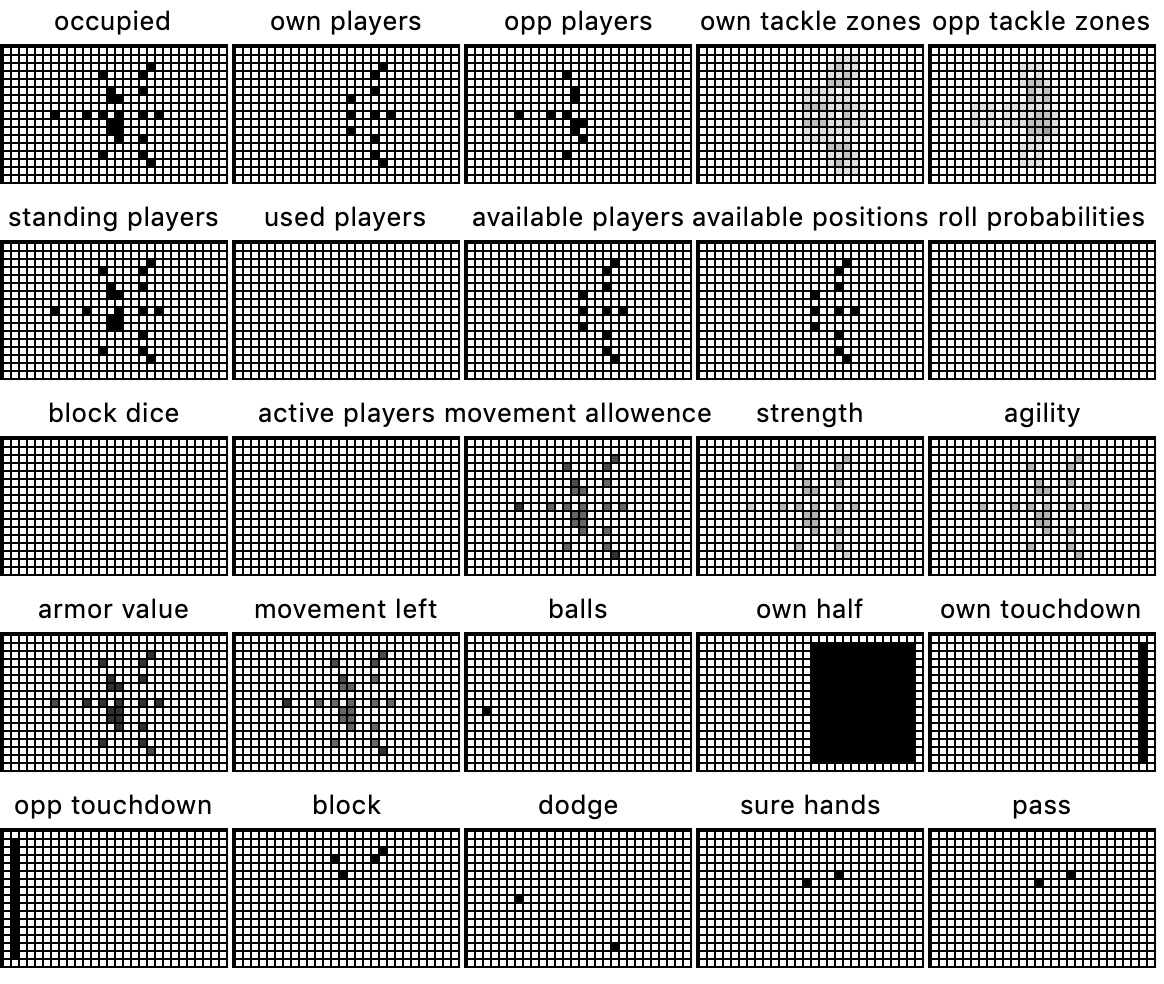 occupied own players opp players own tackle zones opp tackle zones
standing players used players available players available positions roll probabilities
block dice active players movement allowence strength agility
armor value movement left balls own half own touchdown
opp touchdown block dodge sure hands pass